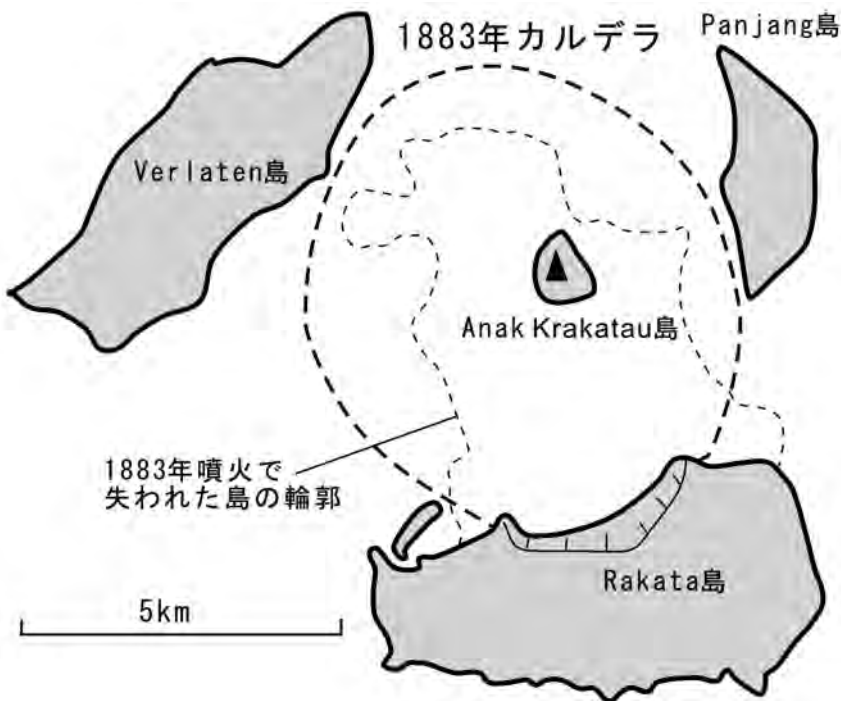 1883年カルデラ
Panjang島
Verlaten島
Anak Krakatau島
1883年噴火で
失われた島の輪郭
Rakata島
5km